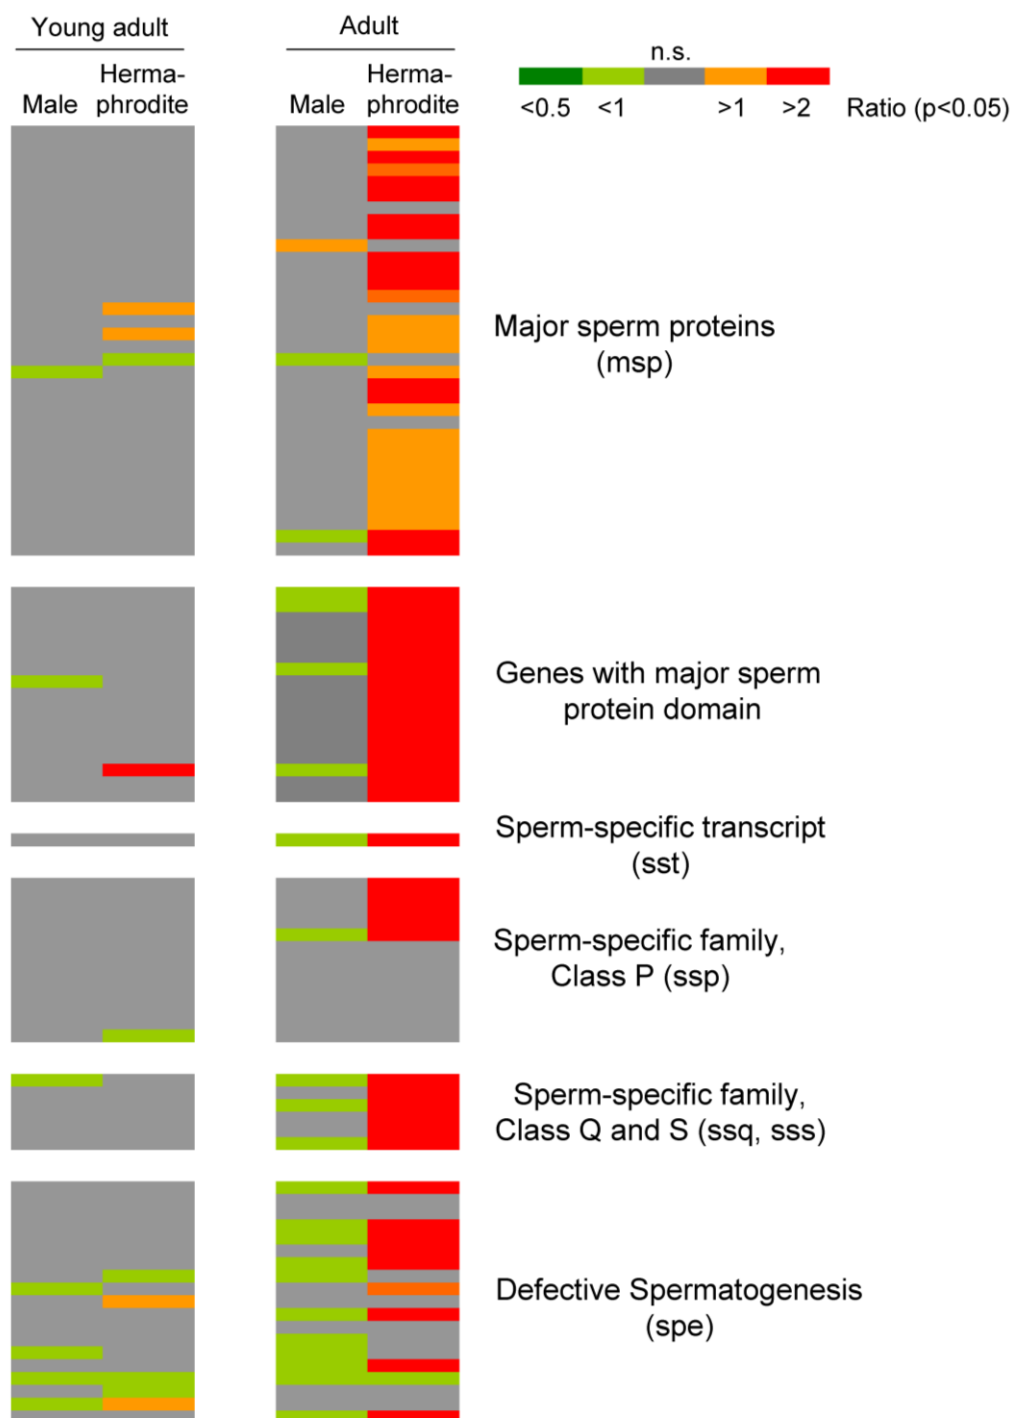 Young adult
Adult
Herma-
Male phrodite
Herma-
Male phrodite
n.s.
<0.5 <1 >1 >2 Ratio (p<0.05)
Major sperm proteins
(msp)
Genes with major sperm
protein domain
Sperm-specific transcript
(sst)
Sperm-specific family,
Class P (ssp)
Sperm-specific family,
Class Q and S (ssq, sss)
Defective Spermatogenesis
(spe)